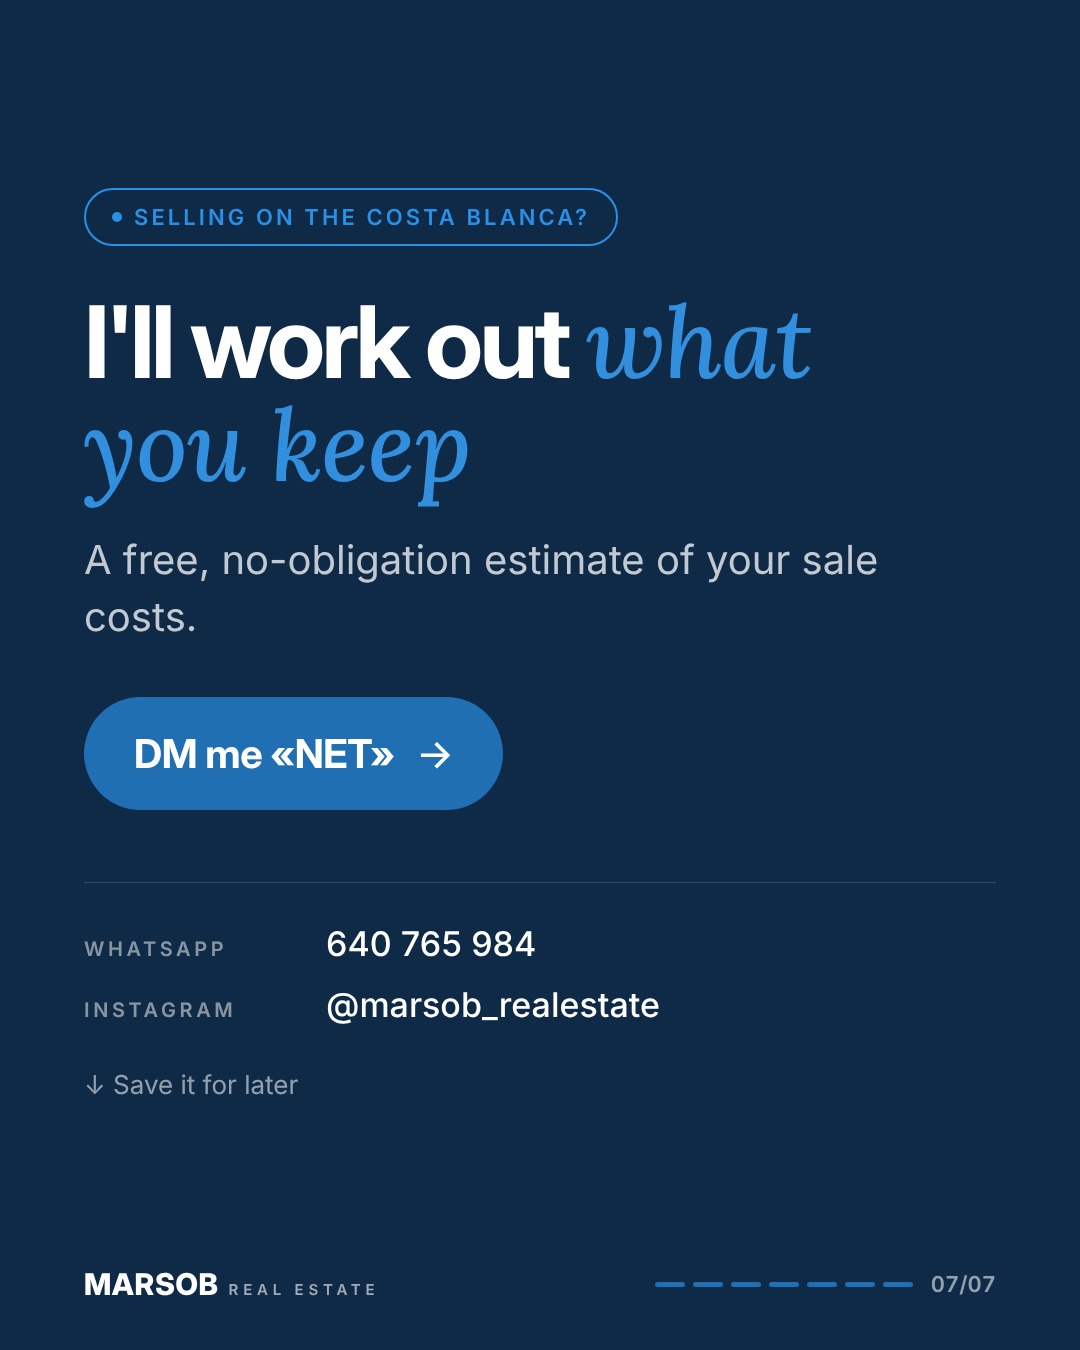 SELLING ON THE COSTA BLANCA?
I'll work out what
you keep
A free, no-obligation estimate of your sale
costs.
DM me «NET» →
WHATSAPP 640 765 984
INSTAGRAM @marsob_realestate
↓ Save it for later
MARSOB REAL ESTATE 07/07